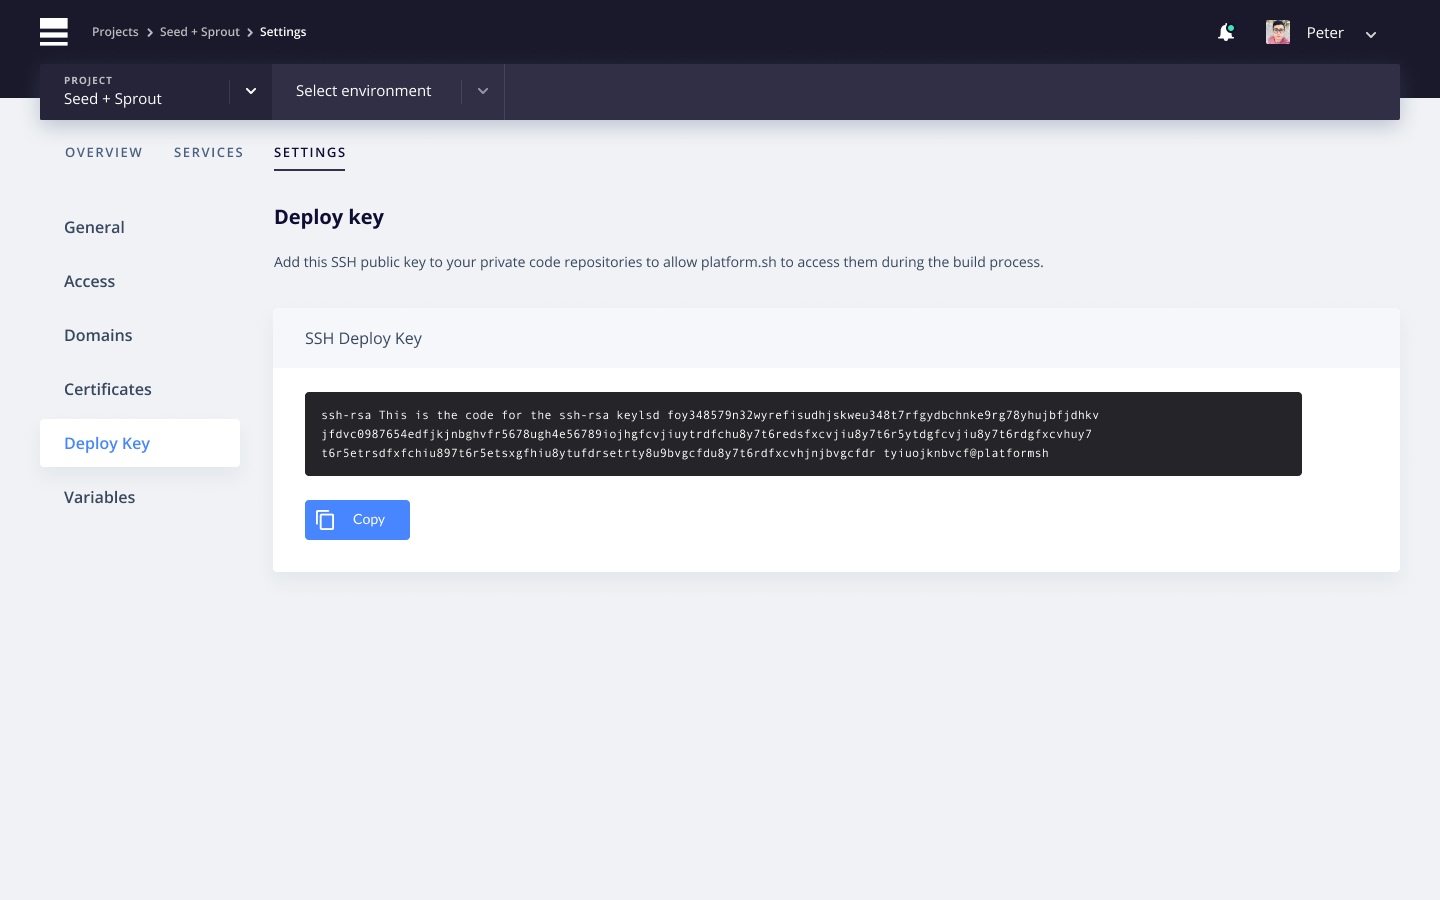 Projects > Seed + Sprout > Settings
Peter
PROJECT
Seed + Sprout
Select environment
OVERVIEW SERVICES SETTINGS
General
Access
Domains
Certificates
Deploy Key
Variables
Deploy key
Add this SSH public key to your private code repositories to allow platform.sh to access them during the build process.
SSH Deploy Key
ssh-rsa This is the code for the ssh-rsa keylsd foy348579n32wyrefisudhjskweu348t7rfgydbchnke9rg78yhujbfjdhkv
jfdvc0987654edfjkjnbghvfr5678ugh4e56789iojhgfcvjiuytrdfchu8y7t6redsfxcvjiu8y7t6r5ytdgfcvjiu8y7t6rdgfxcvhuy7
t6r5etrsdfxfchiu897t6r5etsxgfhiu8ytufdrsetrty8u9bvgcfdu8y7t6rdfxcvhjnjbvgcfdr tyiuojknbvcf@platformsh
Copy